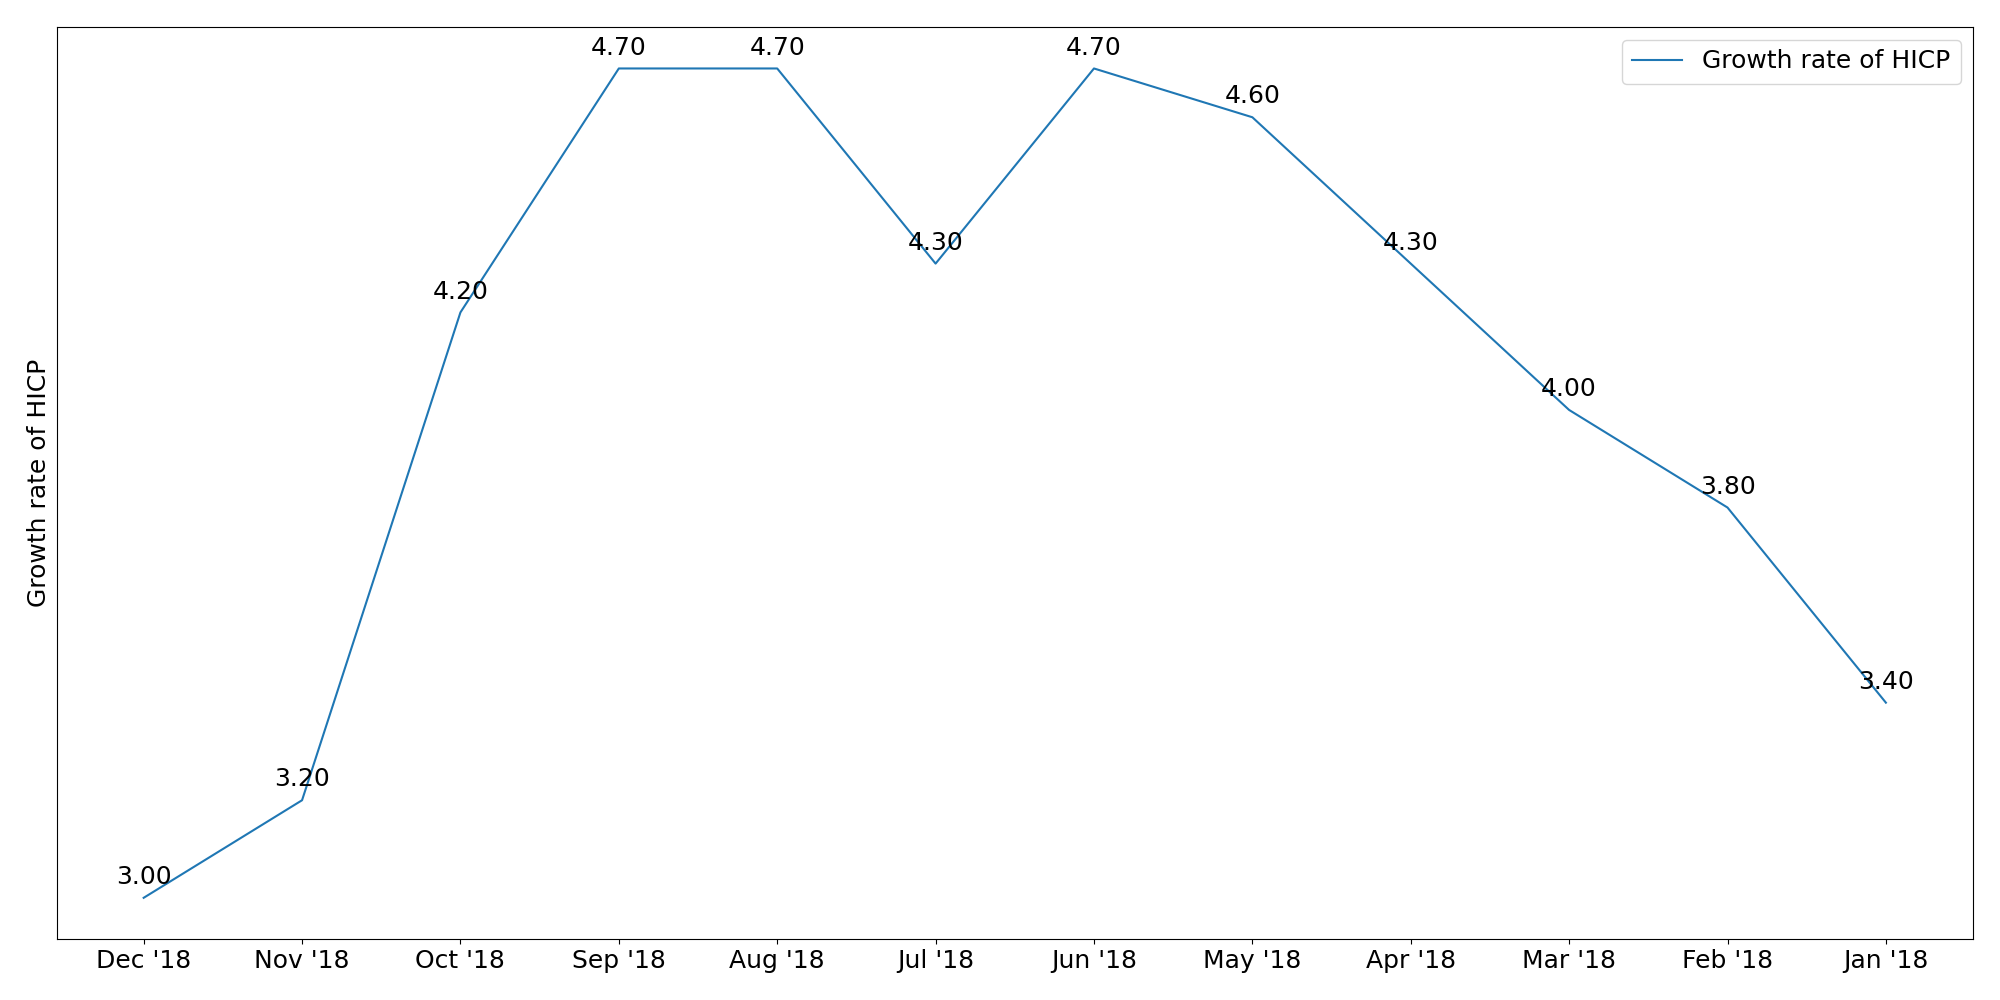 4.70 4.70 4.70
Growth rate of HICP
4.60
4.30 4.30
4.20
4.00
3.80
3.40
3.20
3.00
Growth rate of HICP
Dec '18 Nov '18 Oct '18 Sep '18 Aug '18 Jul '18 Jun '18 May '18 Apr '18 Mar '18 Feb '18 Jan '18